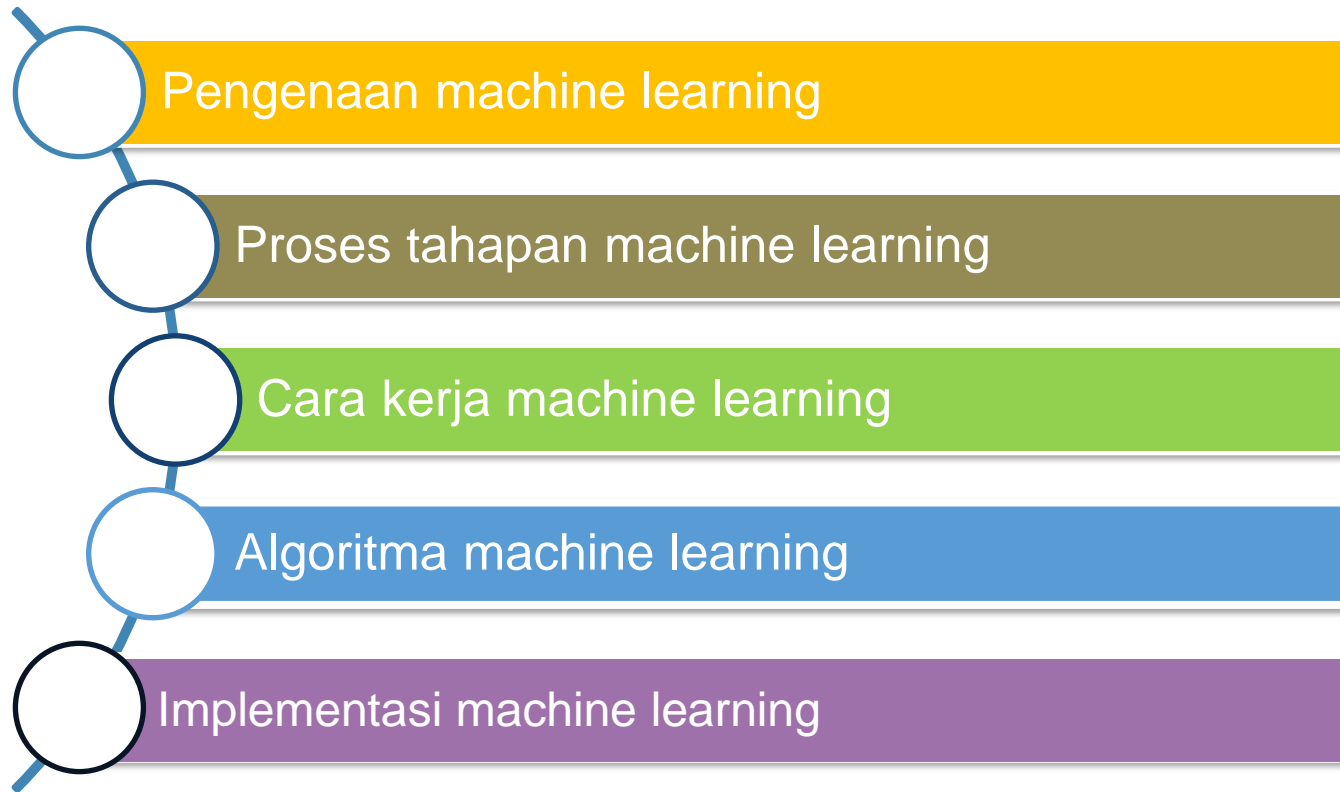 Pengenaan machine learning
Proses tahapan machine learning
Cara kerja machine learning
Algoritma machine learning
Implementasi machine learning